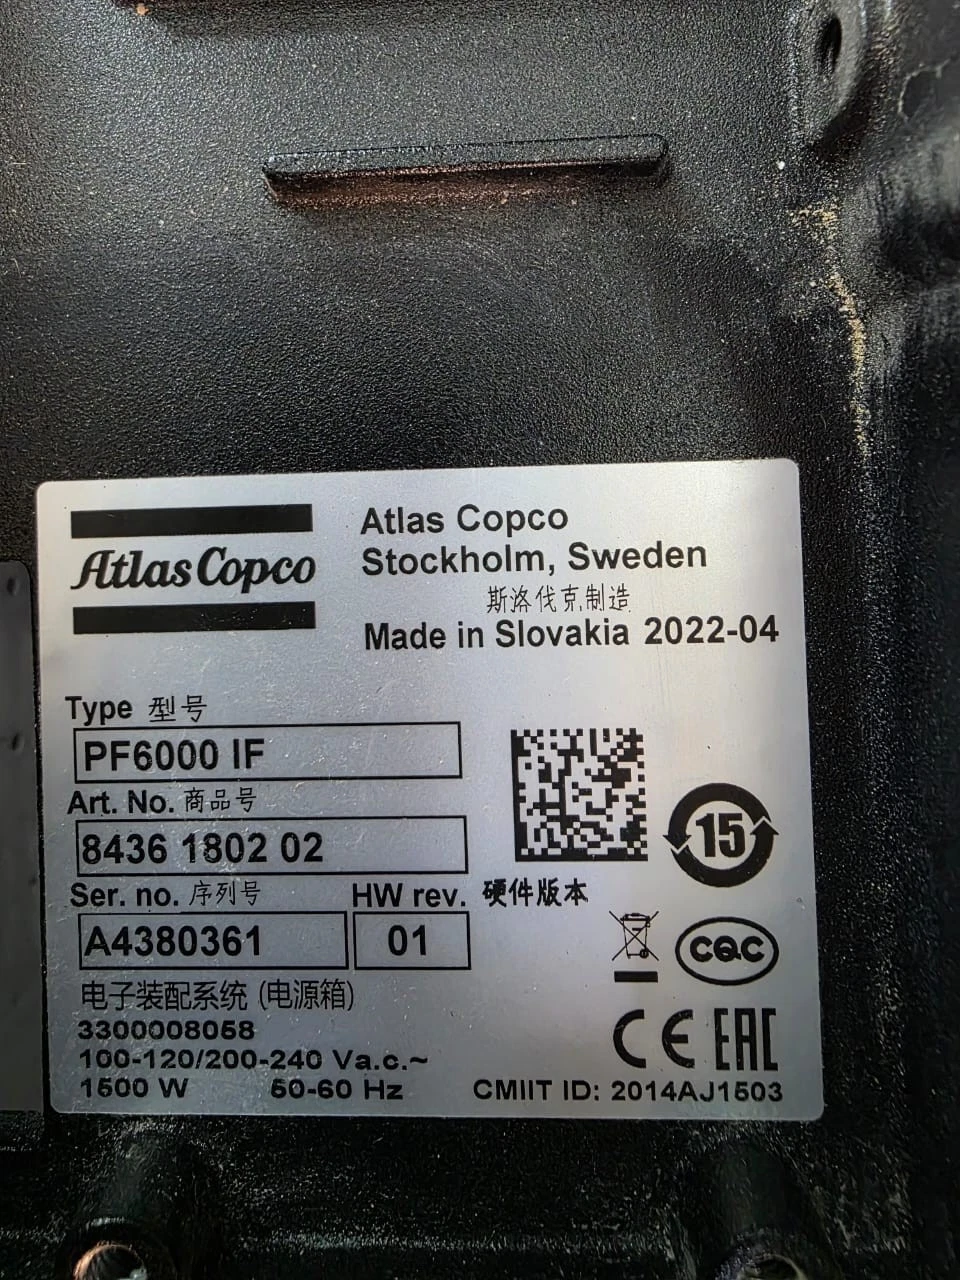 Atlas Copco
Atlas Copco
Stockholm, Sweden
斯洛伐克制造
Made in Slovakia 2022-04
Type 型号
PF6000 IF
Art. No. 商品号
8436 1802 02
15
Ser. no. 序列号 HW rev. 硬件版本
A4380361 01
CQC
电子装配系统 (电源箱)
3300008058
CE EAC
100-120/200-240 Va.c.~
1500 W 50-60 Hz CMIIT ID: 2014AJ1503